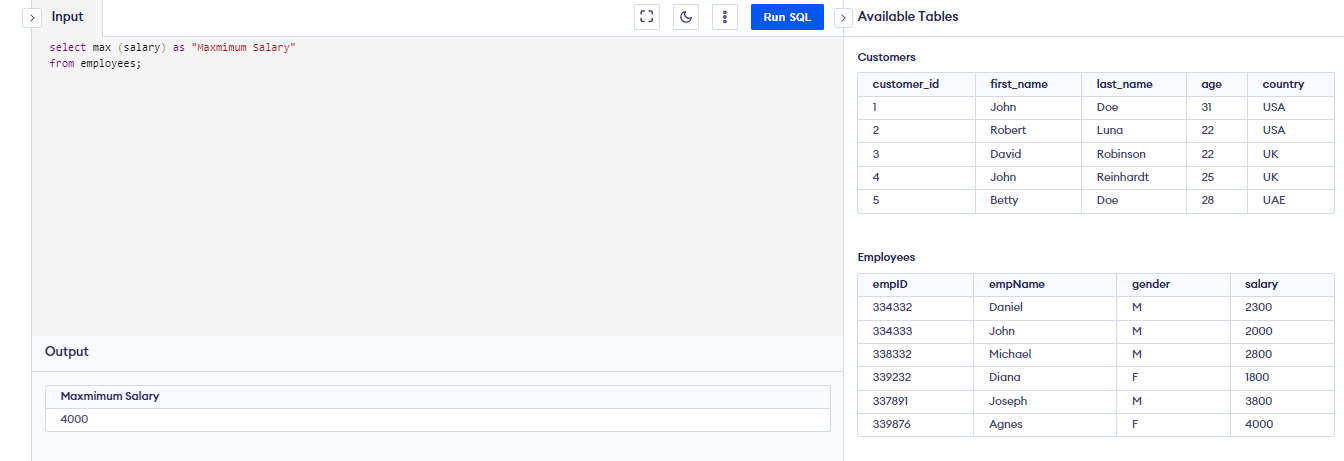 Input
Run SQL
select max (salary) as "Maxmimum Salary"
from employees;
Output
Maxmimum Salary
4000
Available Tables
Customers
customer_id first_name last_name age country
1 John Doe 31 USA
2 Robert Luna 22 USA
3 David Robinson 22 UK
4 John Reinhardt 25 UK
5 Betty Doe 28 UAE
Employees
empID empName gender salary
334332 Daniel M 2300
334333 John M 2000
338332 Michael M 2800
339232 Diana F 1800
337891 Joseph M 3800
339876 Agnes F 4000